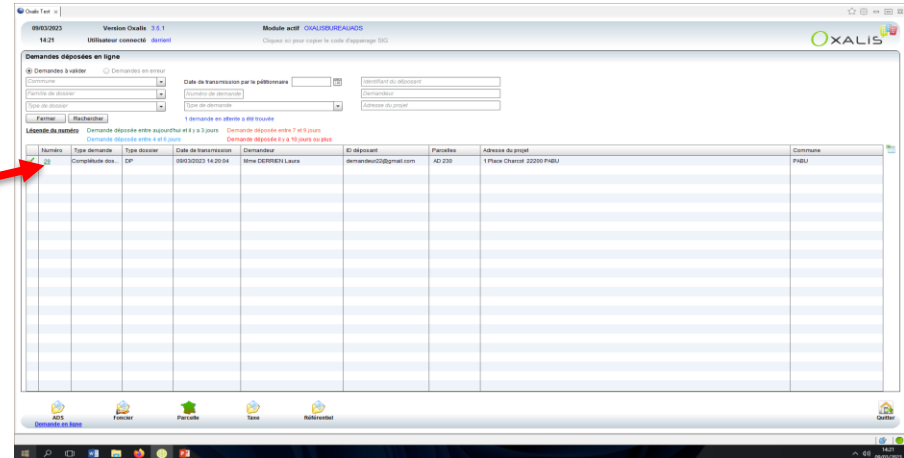 Oxalis Test
09/03/2023 Version Oxalis 3.5.1 Module actif OXALISBUREAU/ADS
14:21 Utilisateur connecté Cliquez ici pour copier le code d'appairage SIG
OXALIS
Demandes déposées en ligne
Demandes à valider Demandes en erreur
Commune Date de transmission par le pétitionnaire Identifiant du déposant
Famille de dossier Numéro de demande Demandeur
Type de dossier Type de demande Adresse du projet
Fermer Rechercher 1 demande en attente a été trouvée
Légende du numéro Demande déposée entre aujourd'hui et il y a 3 jours Demande déposée entre 7 et 9 jours
Demande déposée entre 4 et 6 jours Demande déposée il y a 10 jours ou plus
Numéro Type demande Type dossier Date de transmission Demandeur ID déposant Parcelles Adresse du projet Commune
Complétude dos... DP 09/03/2023 14:20:04 Mme DERRIEN Laura demandeur22@gmail.com AD 230 1 Place Charcot 22200 PABU PABU
ADS Foncier Parcelle Taxe Référentiel Quitter
Demande en ligne
14:21
09/03/2023